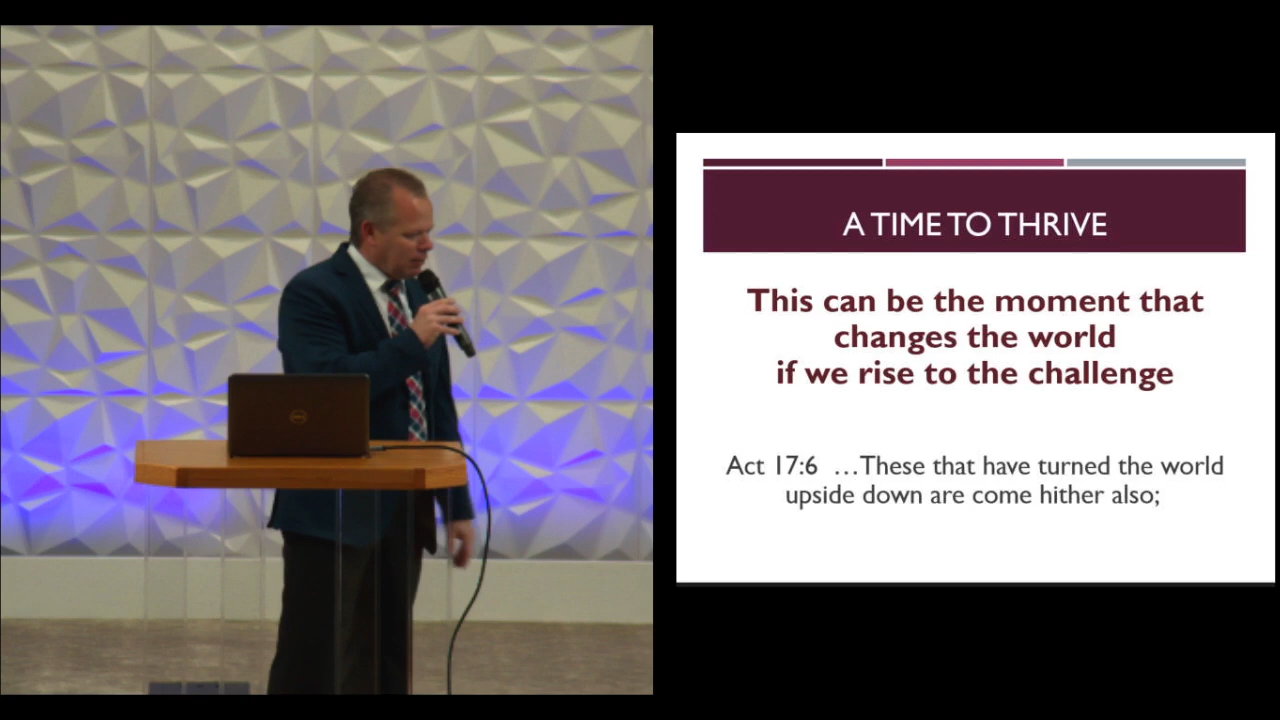 A TIME TO THRIVE
This can be the moment that
changes the world
if we rise to the challenge
Act 17:6 …These that have turned the world
upside down are come hither also;
DELL